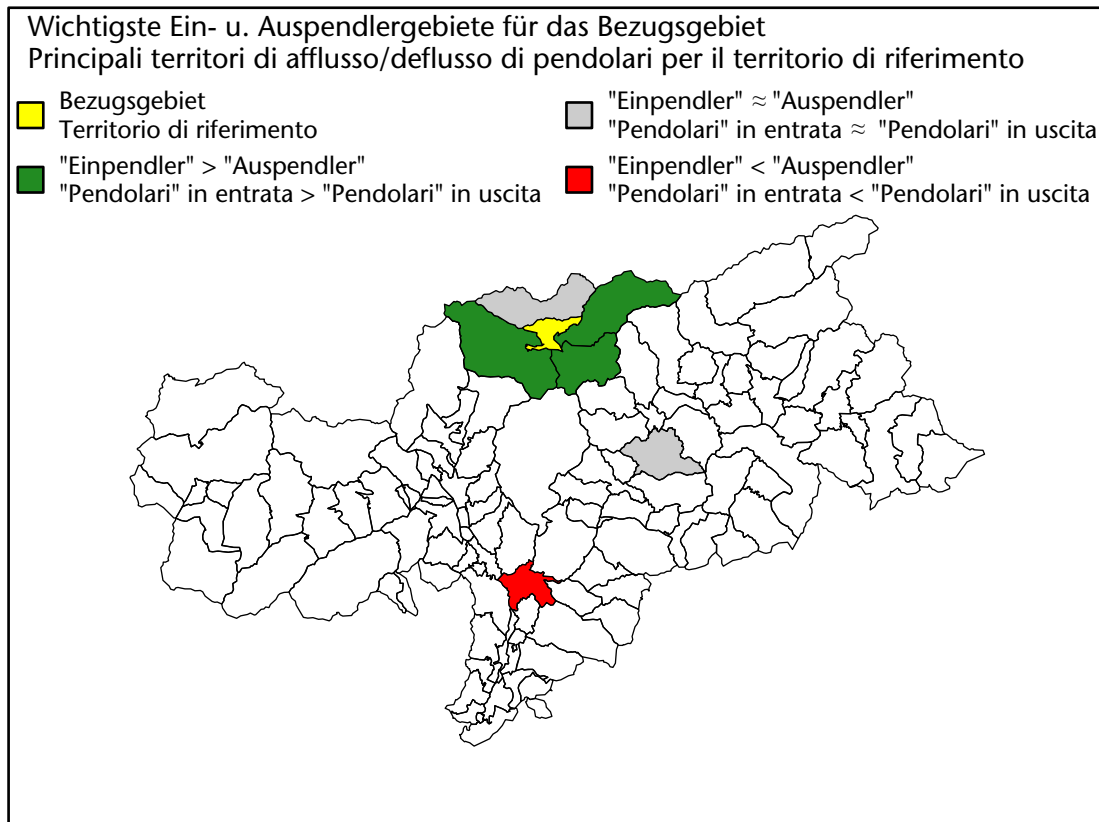 Wichtigste Ein- u. Auspendlergebiete für das Bezugsgebiet
Principali territori di afflusso/deflusso di pendolari per il territorio di riferimento
Bezugsgebiet
Territorio di riferimento
"Einpendler" > "Auspendler"
"Pendolari" in entrata > "Pendolari" in uscita
"Einpendler" ≈ "Auspendler"
"Pendolari" in entrata ≈ "Pendolari" in uscita
"Einpendler" < "Auspendler"
"Pendolari" in entrata < "Pendolari" in uscita